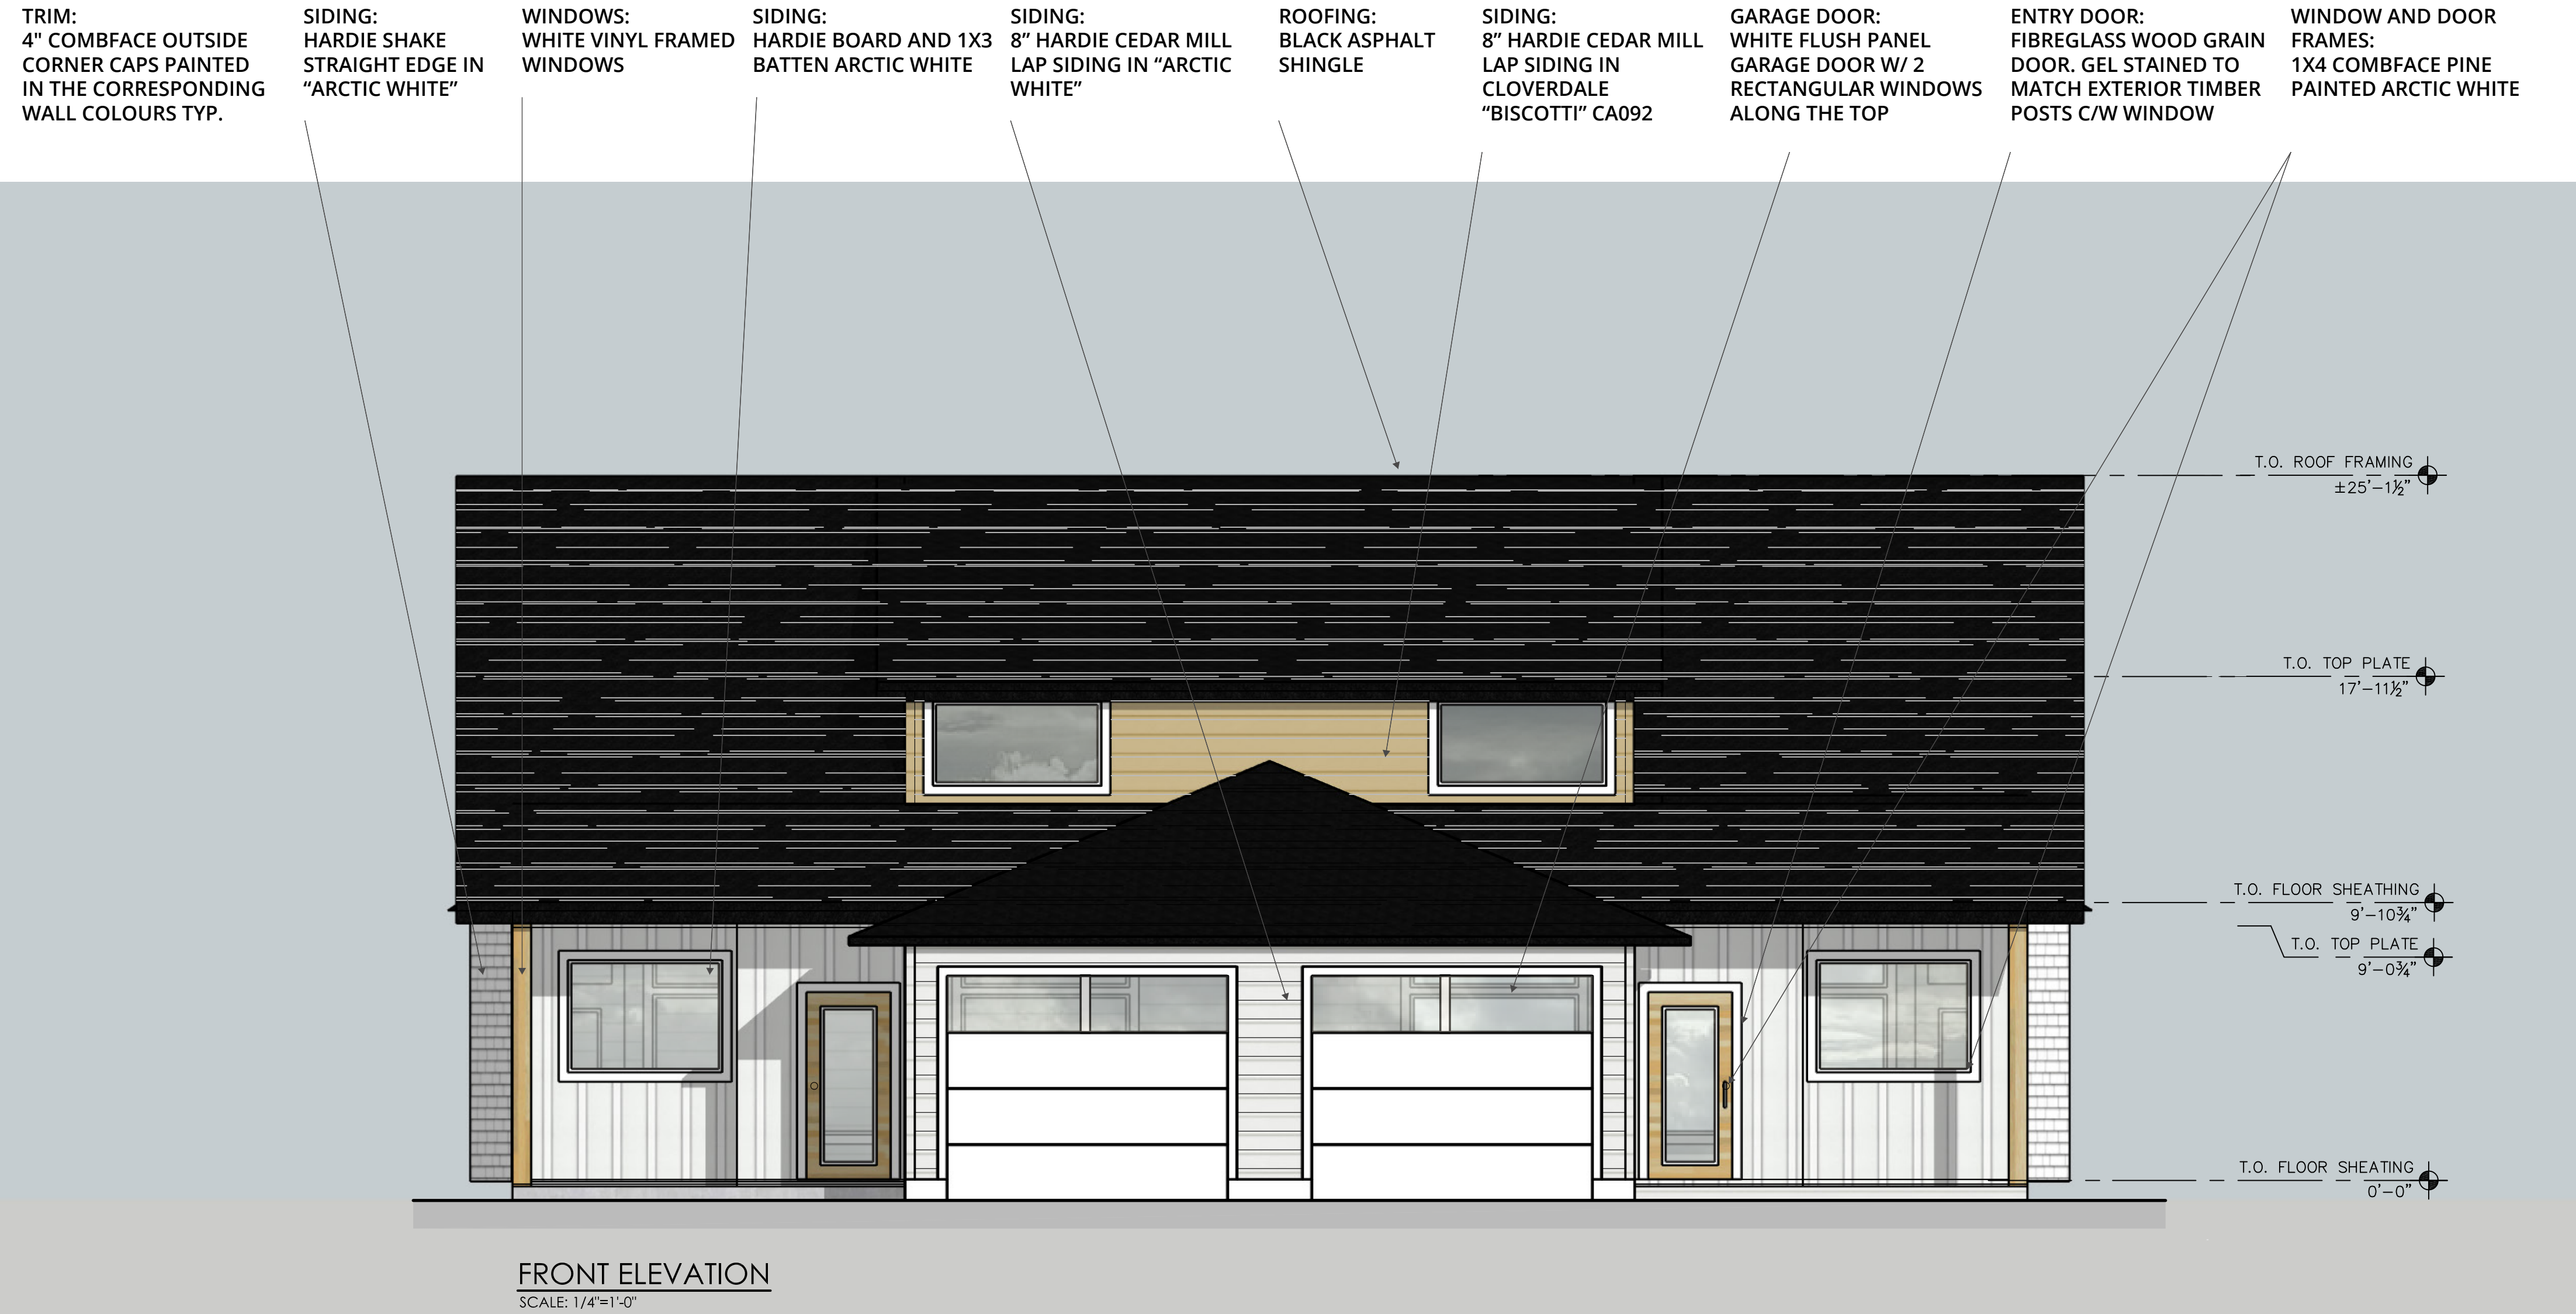 TRIM:
4" COMBFACE OUTSIDE
CORNER CAPS PAINTED
IN THE CORRESPONDING
WALL COLOURS TYP.
SIDING:
HARDIE SHAKE
STRAIGHT EDGE IN
“ARCTIC WHITE”
WINDOWS:
WHITE VINYL FRAMED
WINDOWS
SIDING:
HARDIE BOARD AND 1X3
BATTEN ARCTIC WHITE
SIDING:
8” HARDIE CEDAR MILL
LAP SIDING IN “ARCTIC
WHITE”
ROOFING:
BLACK ASPHALT
SHINGLE
SIDING:
8” HARDIE CEDAR MILL
LAP SIDING IN
CLOVERDALE
“BISCOTTI” CA092
GARAGE DOOR:
WHITE FLUSH PANEL
GARAGE DOOR W/ 2
RECTANGULAR WINDOWS
ALONG THE TOP
ENTRY DOOR:
FIBREGLASS WOOD GRAIN
DOOR. GEL STAINED TO
MATCH EXTERIOR TIMBER
POSTS C/W WINDOW
WINDOW AND DOOR
FRAMES:
1X4 COMBFACE PINE
PAINTED ARCTIC WHITE
T.O. ROOF FRAMING
±25'-1½"
T.O. TOP PLATE
17'-11½"
T.O. FLOOR SHEATHING
9'-10¾"
T.O. TOP PLATE
9'-0¾"
T.O. FLOOR SHEATING
0'-0"
FRONT ELEVATION
SCALE: 1/4"=1'-0"